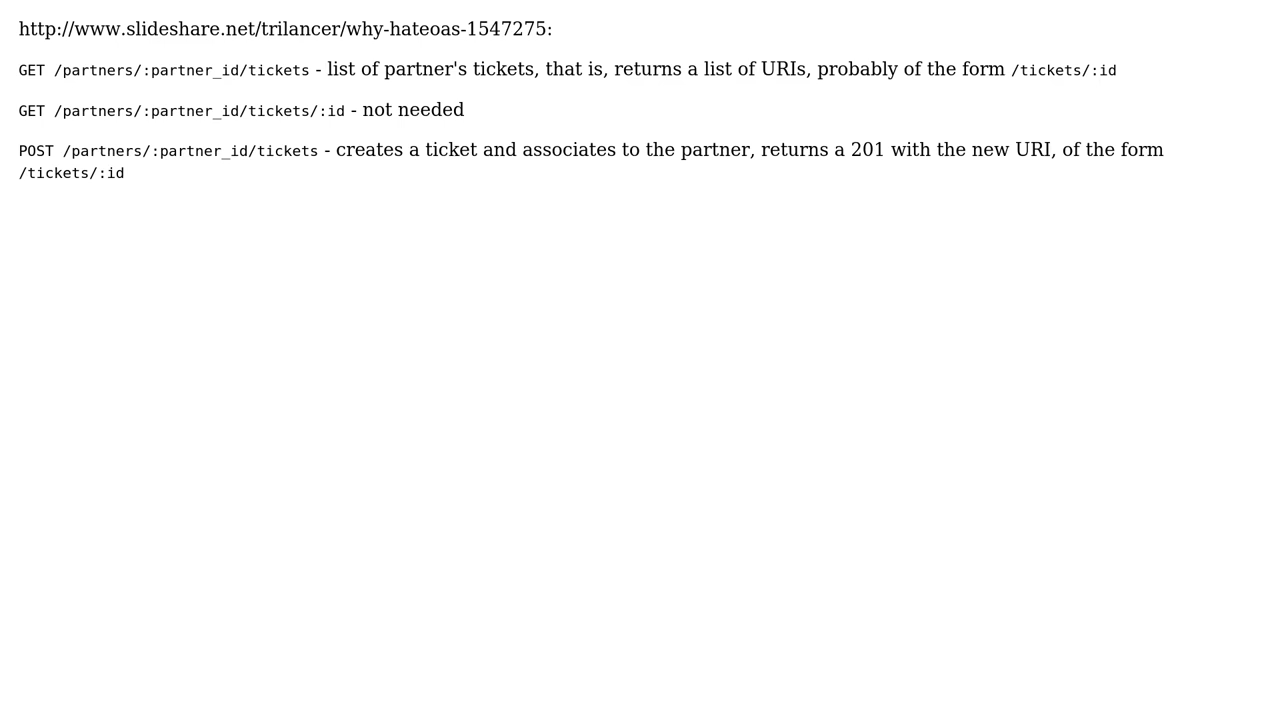 http://www.slideshare.net/trilancer/why-hateoas-1547275:
GET /partners/:partner_id/tickets - list of partner's tickets, that is, returns a list of URIs, probably of the form /tickets/:id
GET /partners/:partner_id/tickets/:id - not needed
POST /partners/:partner_id/tickets - creates a ticket and associates to the partner, returns a 201 with the new URI, of the form
/tickets/:id